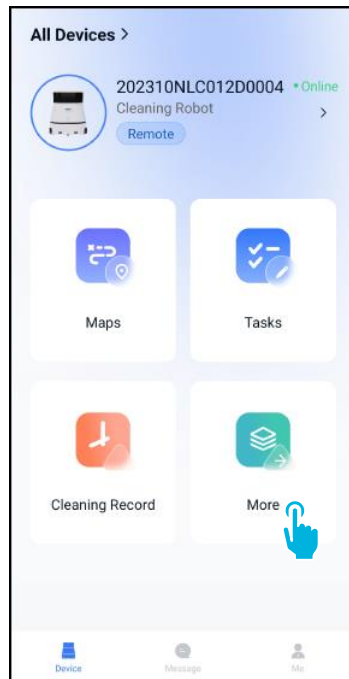 All Devices >
202310NLC012D0004 • Online
Cleaning Robot >
Remote
Maps
Tasks
Cleaning Record
More
Device
Message
Me